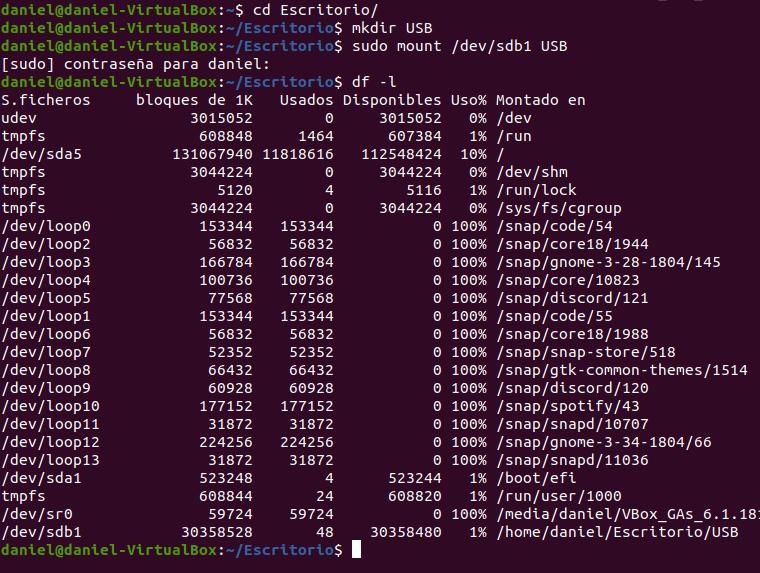 daniel@daniel-VirtualBox:~$ cd Escritorio/
daniel@daniel-VirtualBox:~/Escritorio$ mkdir USB
daniel@daniel-VirtualBox:~/Escritorio$ sudo mount /dev/sdb1 USB
[sudo] contraseña para daniel:
daniel@daniel-VirtualBox:~/Escritorio$ df -l
S.ficheros     bloques de 1K   Usados Disponibles Uso% Montado en
udev                 3015052        0     3015052   0% /dev
tmpfs                 608848     1464      607384   1% /run
/dev/sda5          131067940 11818616   112548424  10% /
tmpfs                3044224        0     3044224   0% /dev/shm
tmpfs                   5120        4        5116   1% /run/lock
tmpfs                3044224        0     3044224   0% /sys/fs/cgroup
/dev/loop0            153344   153344           0 100% /snap/code/54
/dev/loop2             56832    56832           0 100% /snap/core18/1944
/dev/loop3            166784   166784           0 100% /snap/gnome-3-28-1804/145
/dev/loop4            100736   100736           0 100% /snap/core/10823
/dev/loop5             77568    77568           0 100% /snap/discord/121
/dev/loop1            153344   153344           0 100% /snap/code/55
/dev/loop6             56832    56832           0 100% /snap/core18/1988
/dev/loop7             52352    52352           0 100% /snap/snap-store/518
/dev/loop8             66432    66432           0 100% /snap/gtk-common-themes/1514
/dev/loop9             60928    60928           0 100% /snap/discord/120
/dev/loop10           177152   177152           0 100% /snap/spotify/43
/dev/loop11            31872    31872           0 100% /snap/snapd/10707
/dev/loop12           224256   224256           0 100% /snap/gnome-3-34-1804/66
/dev/loop13            31872    31872           0 100% /snap/snapd/11036
/dev/sda1             523248        4      523244   1% /boot/efi
tmpfs                 608844       24      608820   1% /run/user/1000
/dev/sr0               59724    59724           0 100% /media/daniel/VBox_GAs_6.1.181
/dev/sdb1           30358528       48    30358480   1% /home/daniel/Escritorio/USB
daniel@daniel-VirtualBox:~/Escritorio$